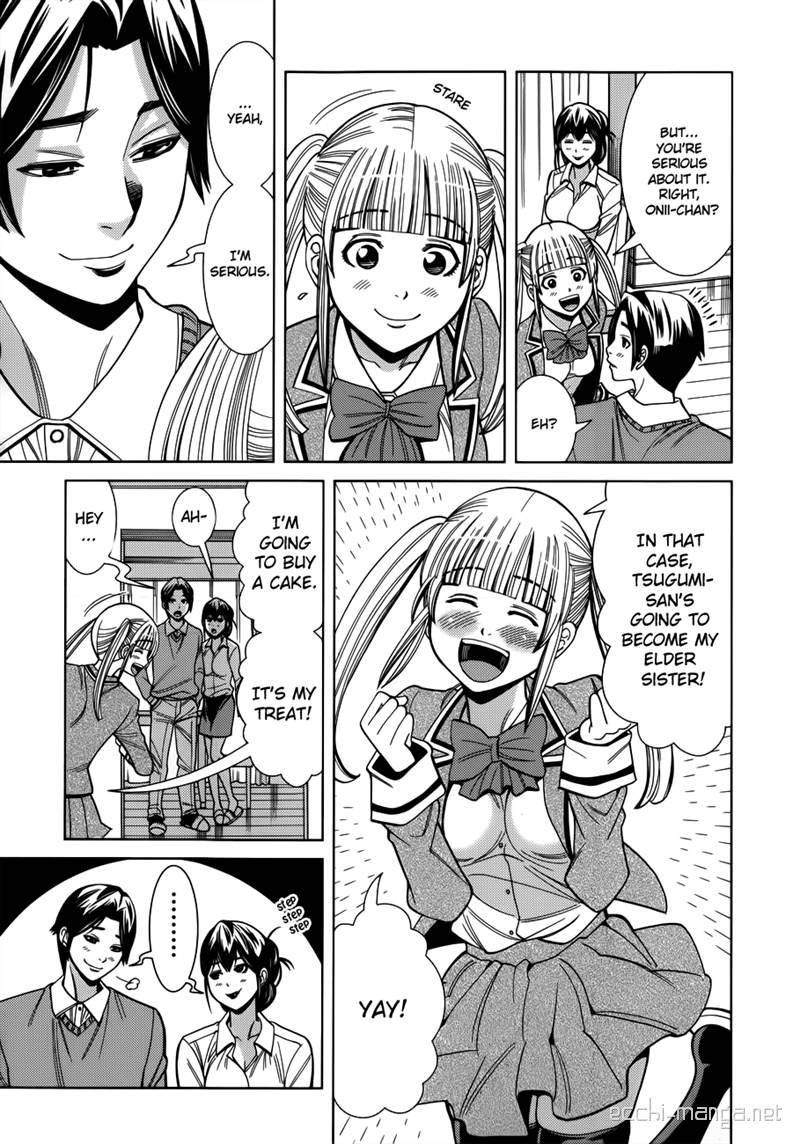 BUT...
YOU'RE
SERIOUS
ABOUT IT.
RIGHT,
ONII-CHAN?
EH?
STARE
...
YEAH,
I'M
SERIOUS.
IN THAT
CASE,
TSUGUMI-
SAN'S
GOING TO
BECOME MY
ELDER
SISTER!
YAY!
I'M
GOING
TO BUY
A CAKE.
IT'S MY
TREAT!
AH-
HEY
...
step
step
step
......
ecchi-manga.net